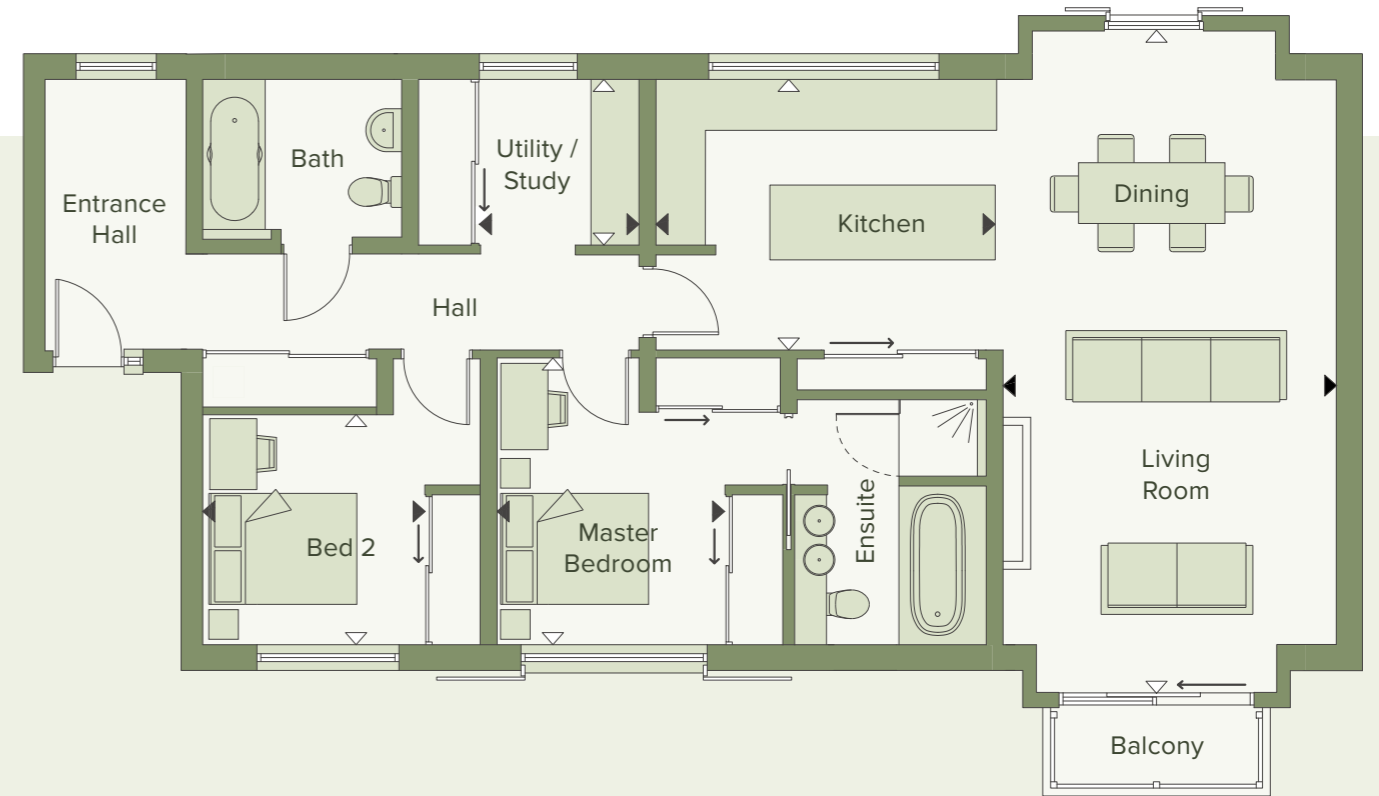 Entrance
Hall
Bath
Utility /
Study
Kitchen
Dining
Hall
Bed 2
Master
Bedroom
Ensuite
Living
Room
Balcony